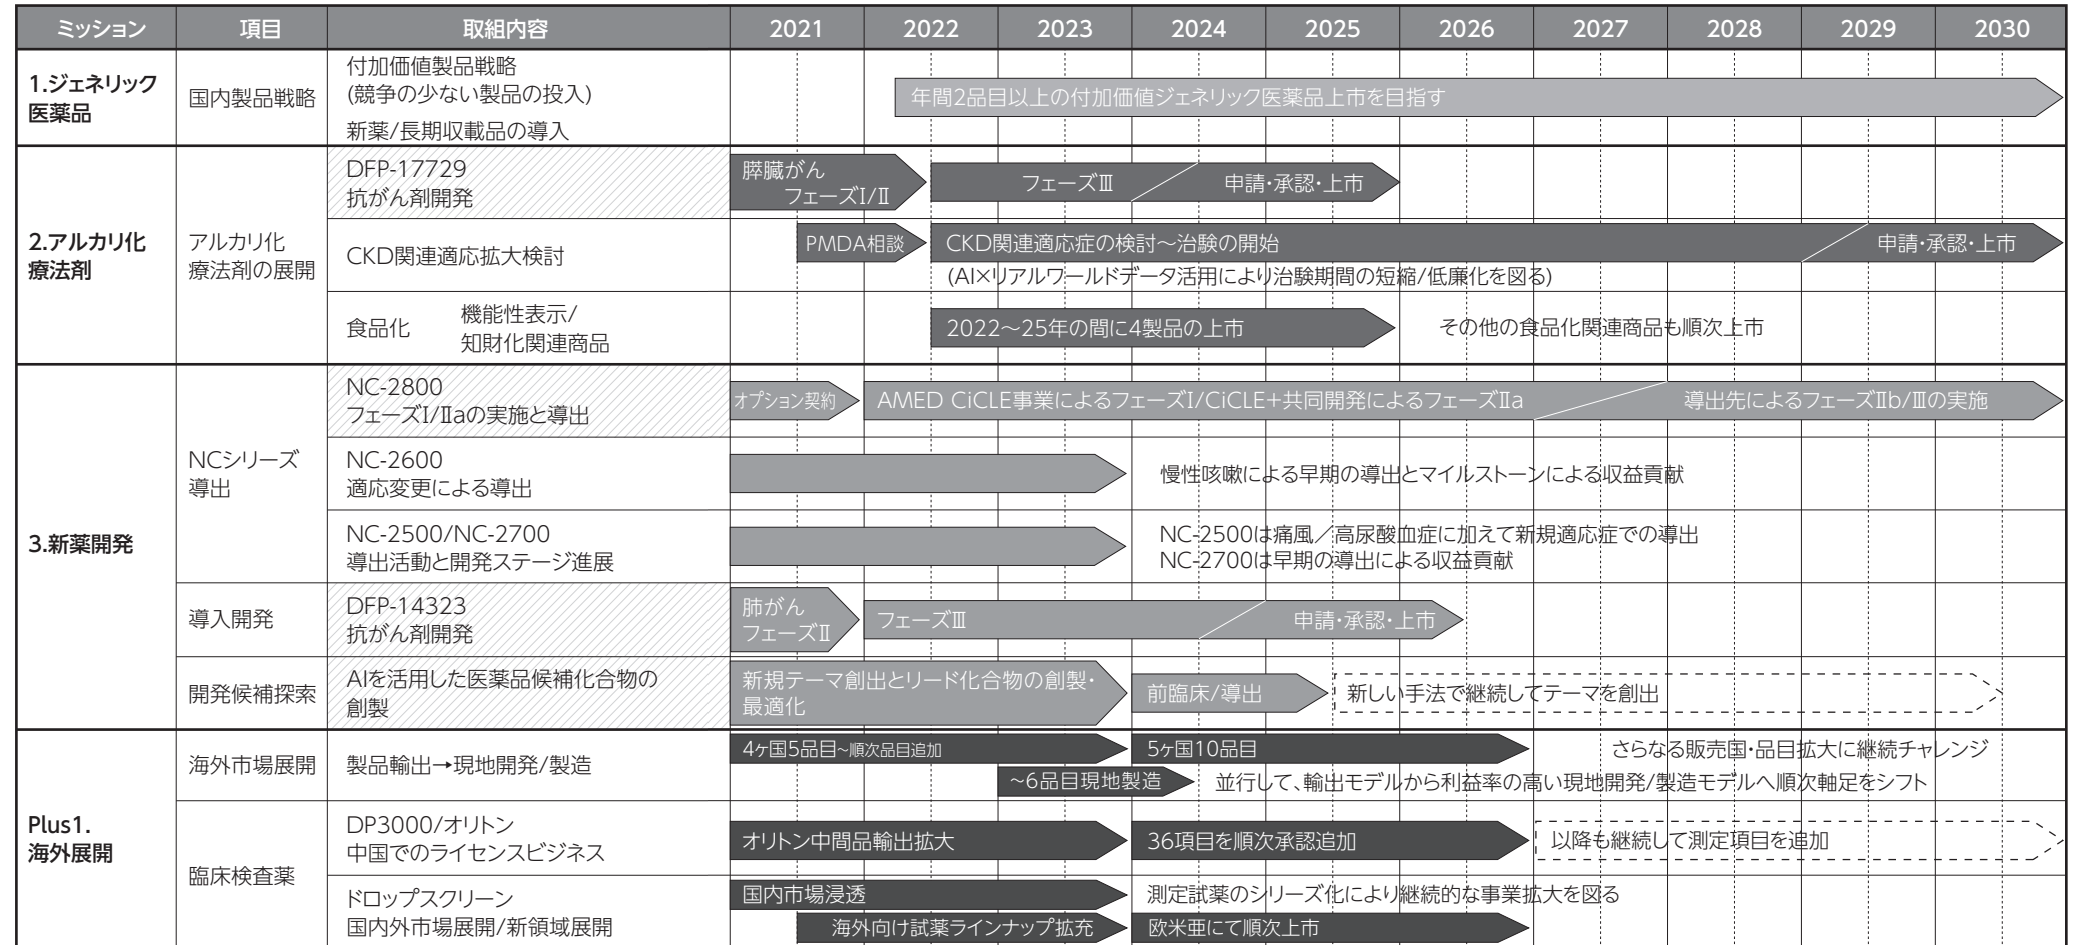 ミッション 項目 取組内容 2021 2022 2023 2024 2025 2026 2027 2028 2029 2030
1.ジェネリック
医薬品
国内製品戦略
付加価値製品戦略
(競争の少ない製品の投入)
新薬/長期収載品の導入
年間2品目以上の付加価値ジェネリック医薬品上市を目指す
2.アルカリ化
療法剤
アルカリ化
療法剤の展開
DFP-17729
抗がん剤開発
膵臓がん
フェーズⅠ/Ⅱ
フェーズⅢ
申請・承認・上市
CKD関連適応拡大検討
PMDA相談
CKD関連適応症の検討～治験の開始
申請・承認・上市
(AI×リアルワールドデータ活用により治験期間の短縮/低廉化を図る)
食品化
機能性表示/
知財化関連商品
2022～25年の間に4製品の上市
その他の食品化関連商品も順次上市
3.新薬開発
NCシリーズ
導出
NC-2800
フェーズⅠ/Ⅱaの実施と導出
オプション契約
AMED CiCLE事業によるフェーズⅠ/CiCLE+共同開発によるフェーズⅡa
導出先によるフェーズⅡb/Ⅲの実施
NC-2600
適応変更による導出
慢性咳嗽による早期の導出とマイルストーンによる収益貢献
NC-2500/NC-2700
導出活動と開発ステージ進展
NC-2500は痛風／高尿酸血症に加えて新規適応症での導出
NC-2700は早期の導出による収益貢献
導入開発
DFP-14323
抗がん剤開発
肺がん
フェーズⅡ
フェーズⅢ
申請・承認・上市
開発候補探索
AIを活用した医薬品候補化合物の
創製
新規テーマ創出とリード化合物の創製・
最適化
前臨床/導出
新しい手法で継続してテーマを創出
Plus1.
海外展開
海外市場展開
製品輸出→現地開発/製造
4ヶ国5品目～順次品目追加
5ヶ国10品目
さらなる販売国・品目拡大に継続チャレンジ
～6品目現地製造
並行して、輸出モデルから利益率の高い現地開発/製造モデルへ順次軸足をシフト
臨床検査薬
DP3000/オリトン
中国でのライセンスビジネス
オリトン中間品輸出拡大
36項目を順次承認追加
以降も継続して測定項目を追加
ドロップスクリーン
国内外市場展開/新領域展開
国内市場浸透
測定試薬のシリーズ化により継続的な事業拡大を図る
海外向け試薬ラインナップ拡充
欧米亜にて順次上市